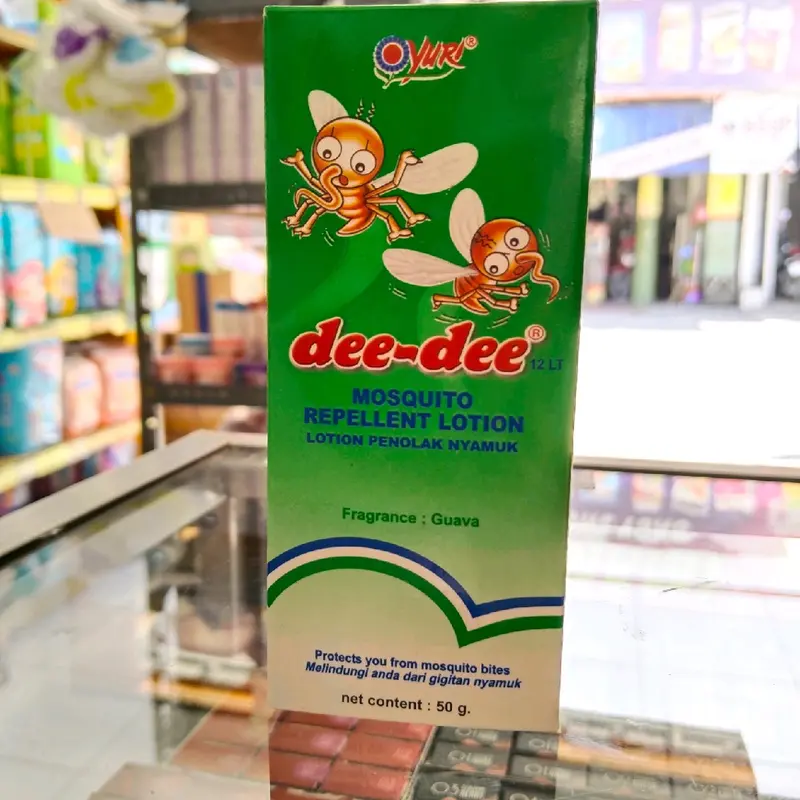 YURI®
dee-dee®
12 LT
MOSQUITO
REPELLENT LOTION
LOTION PENOLAK NYAMUK
Fragrance : Guava
Protects you from mosquito bites
Melindungi anda dari gigitan nyamuk
net content : 50 g.